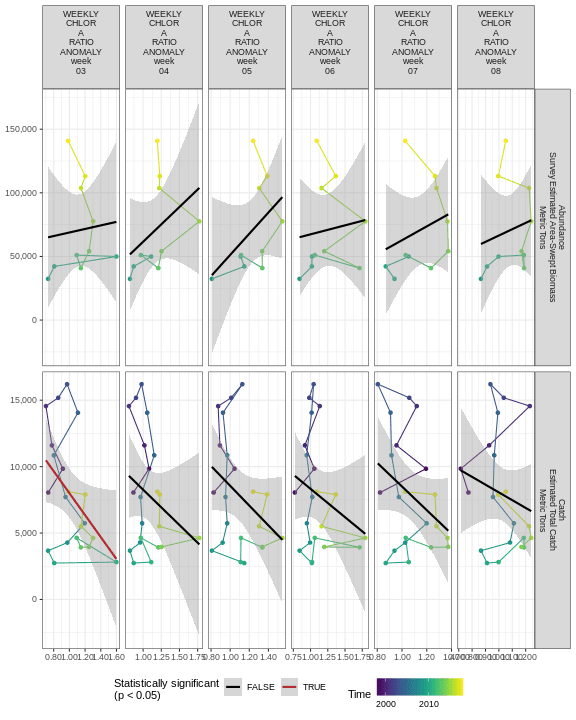 WEEKLY
CHLOR
A
RATIO
ANOMALY
week
03
WEEKLY
CHLOR
A
RATIO
ANOMALY
week
04
WEEKLY
CHLOR
A
RATIO
ANOMALY
week
05
WEEKLY
CHLOR
A
RATIO
ANOMALY
week
06
WEEKLY
CHLOR
A
RATIO
ANOMALY
week
07
WEEKLY
CHLOR
A
RATIO
ANOMALY
week
08
150,000
100,000
50,000
0
Abundance
Survey Estimated Area-Swept Biomass
Metric Tons
15,000
10,000
5,000
0
Catch
Estimated Total Catch
Metric Tons
0.80 1.00 1.20 1.40 1.60
1.00 1.25 1.50 1.75
0.80 1.00 1.20 1.40
0.75 1.00 1.25 1.50 1.75
0.80 1.00 1.20
Statistically significant
(p < 0.05)
FALSE
TRUE
Time
2000
2010